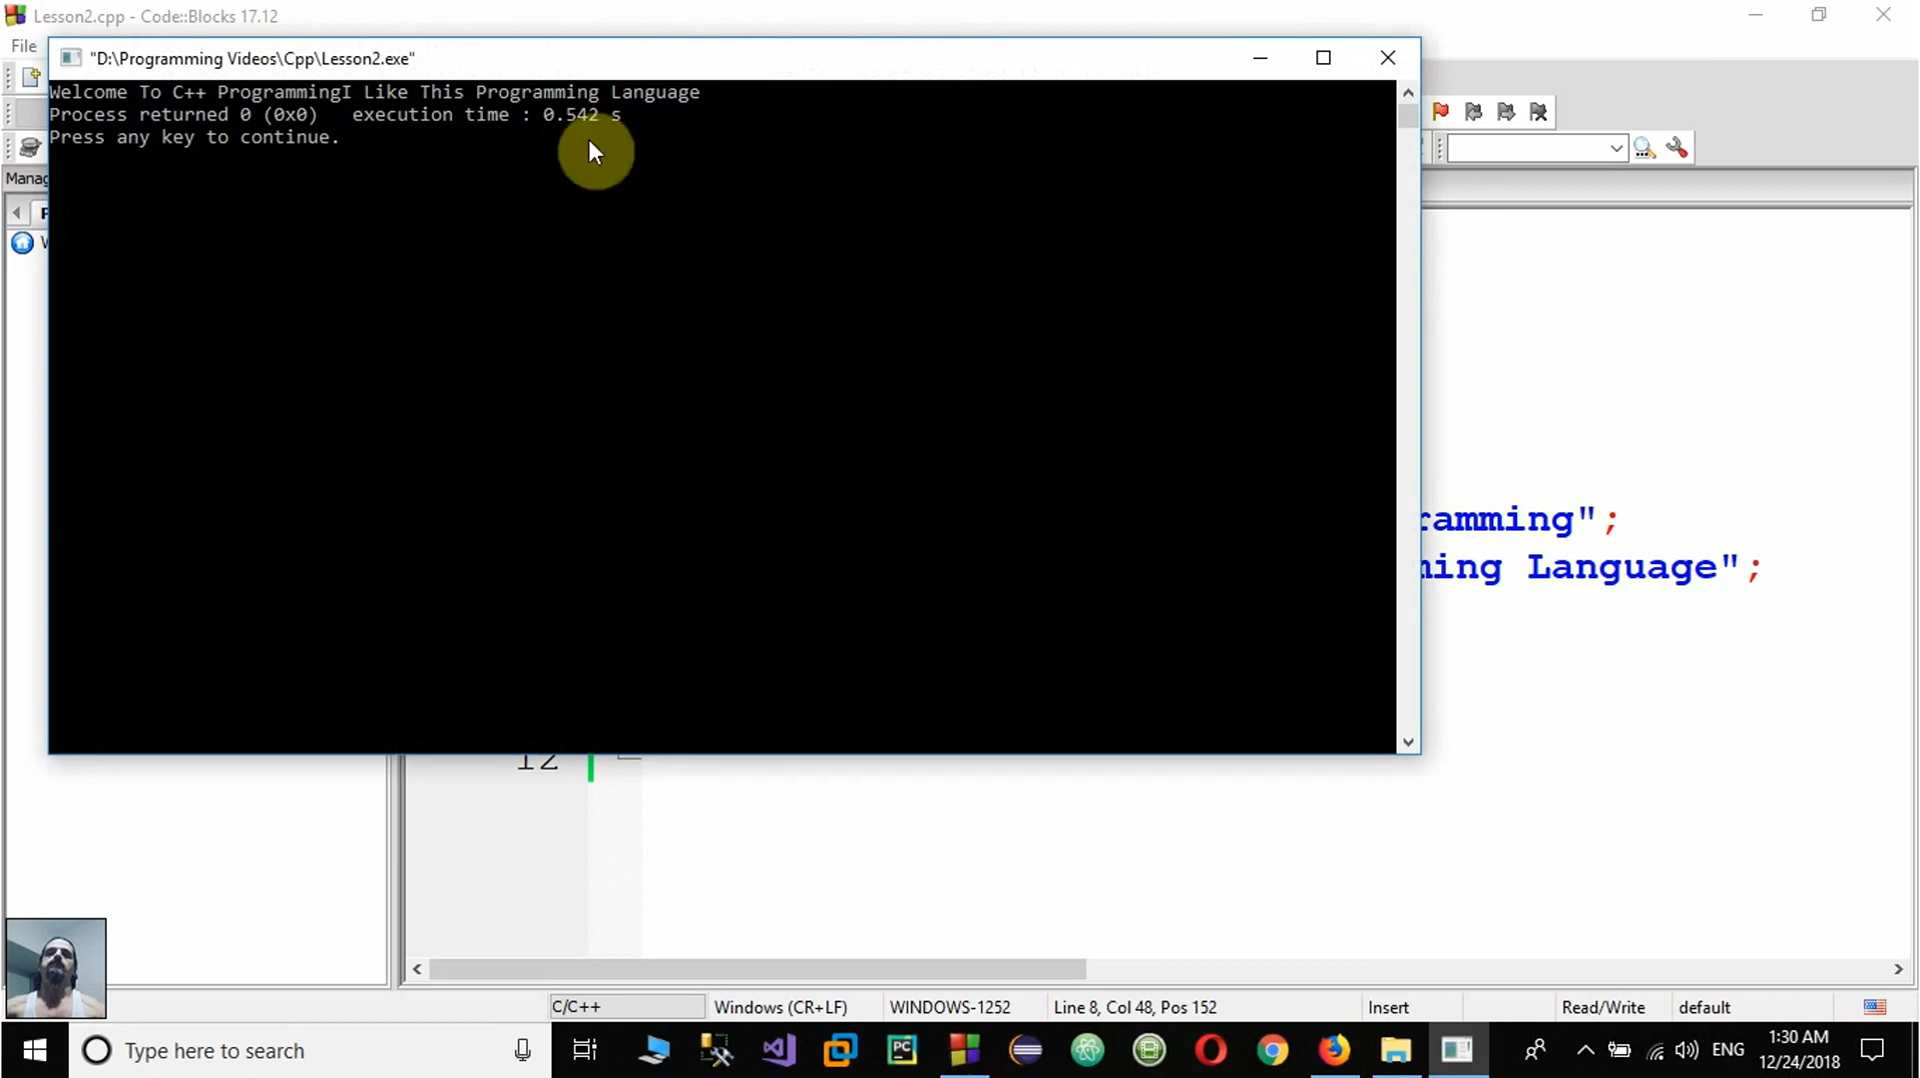 Lesson2.cpp - Code::Blocks 17.12
File
"D:\Programming Videos\Cpp\Lesson2.exe"
Welcome To C++ ProgrammingI Like This Programming Language
Process returned 0 (0x0)   execution time : 0.542 s
Press any key to continue.
Manag
ramming";
ming Language";
12
C/C++ Windows (CR+LF) WINDOWS-1252 Line 8, Col 48, Pos 152 Insert Read/Write default
Type here to search
PC
ENG
1:30 AM
12/24/2018